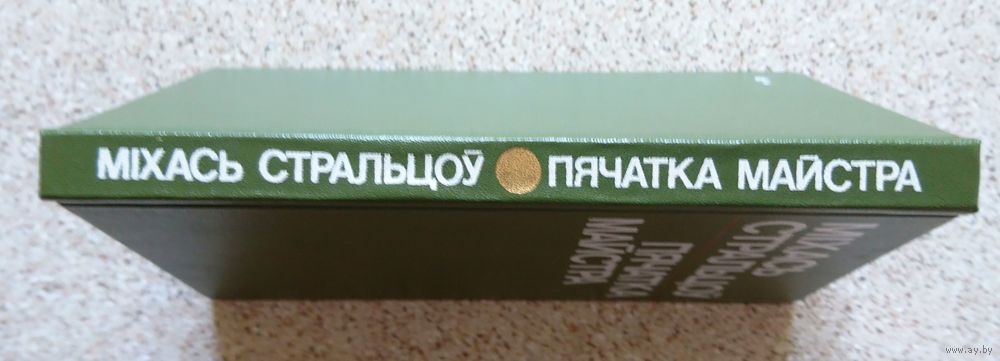 МІХАСЬ СТРАЛЬЦОЎ ПЯЧАТКА МАЙСТРА
МІХАСЬ
СТРАЛЬЦОЎ
ПЯЧАТКА
МАЙСТРА
www.ay.by